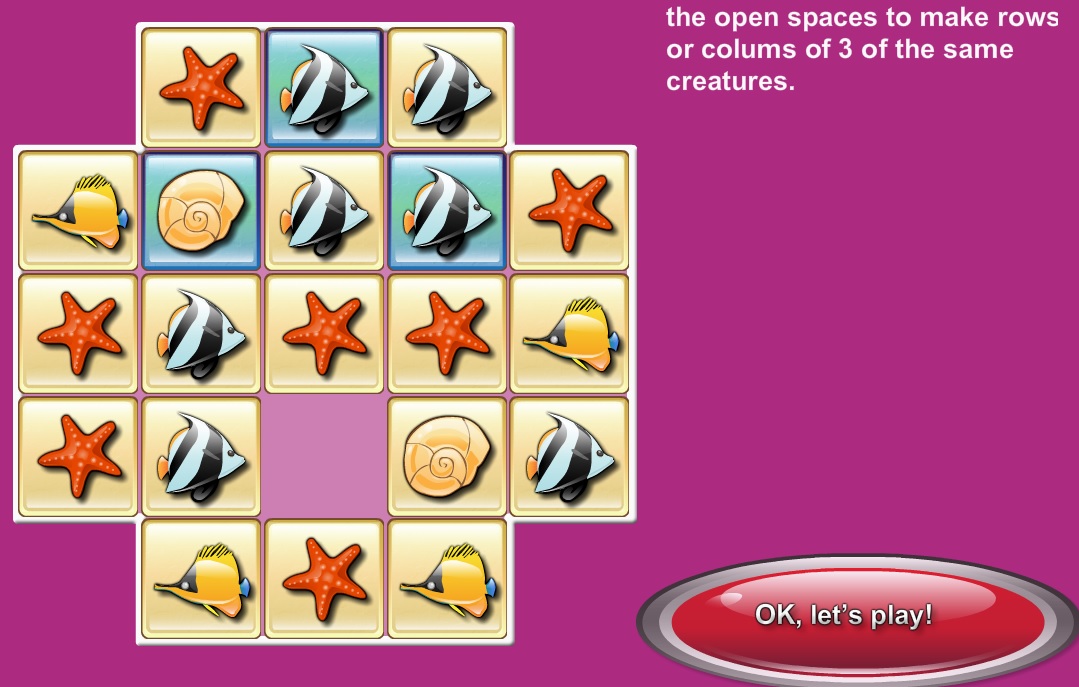 the open spaces to make rows
or colums of 3 of the same
creatures.
OK, let's play!